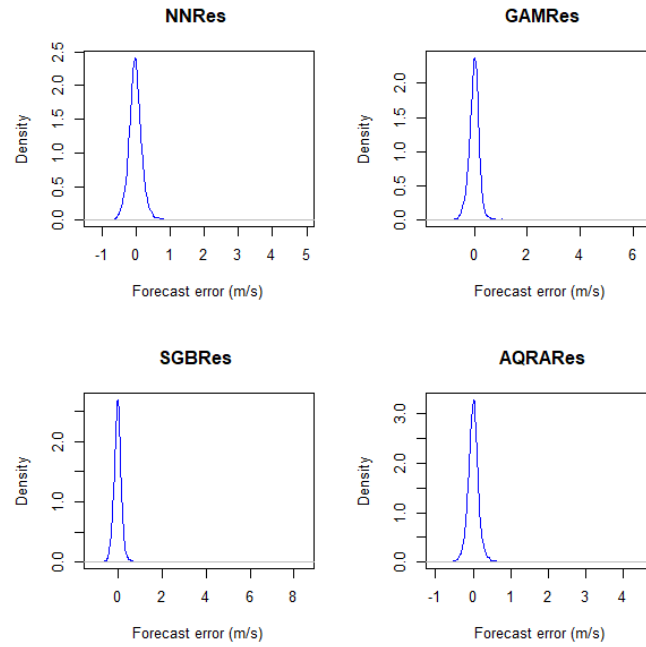 NNRes
Density
0.0 0.5 1.0 1.5 2.0 2.5
-1 0 1 2 3 4 5
Forecast error (m/s)
GAMRes
Density
0.0 0.5 1.0 1.5 2.0
0 2 4 6
Forecast error (m/s)
SGBRes
Density
0.0 1.0 2.0
0 2 4 6 8
Forecast error (m/s)
AQRARes
Density
0.0 1.0 2.0 3.0
-1 0 1 2 3 4
Forecast error (m/s)